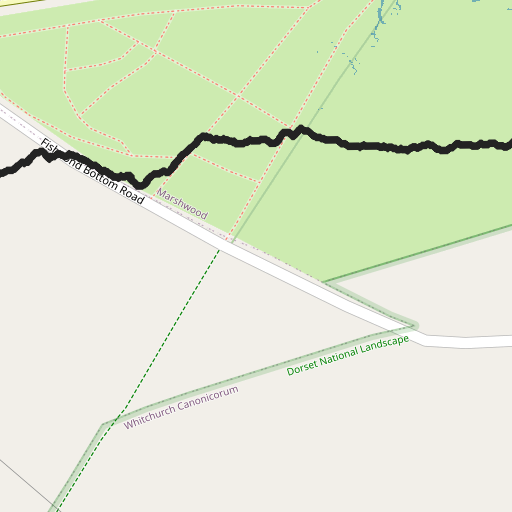 Fishpond Bottom Road
Marshwood
Dorset National Landscape
Whitchurch Canonicorum